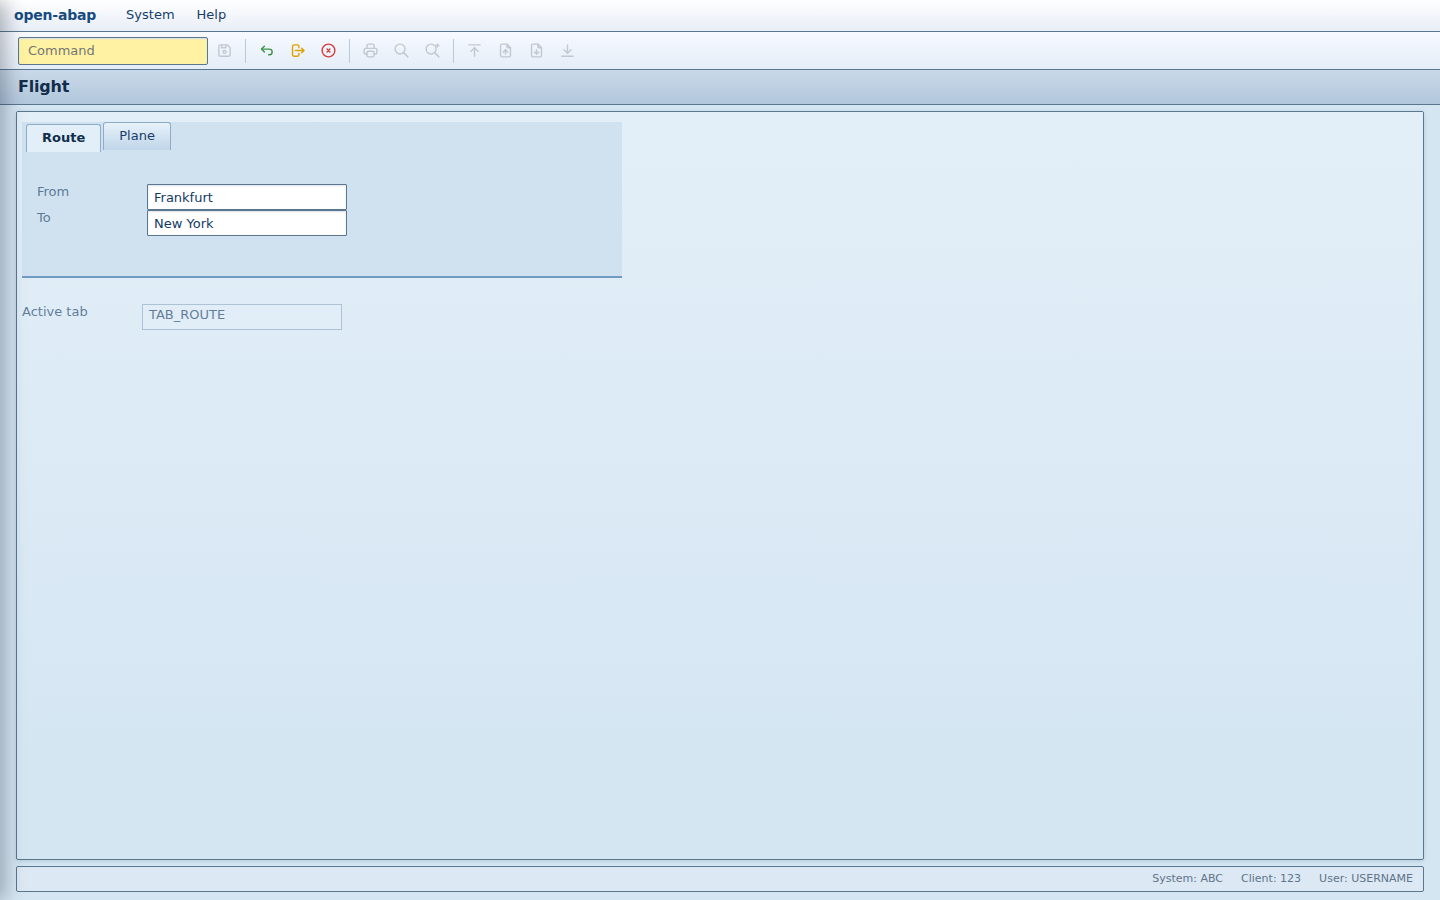 open-abap System Help
Command
Flight
Route Plane
From Frankfurt
To New York
Active tab TAB_ROUTE
System: ABC Client: 123 User: USERNAME